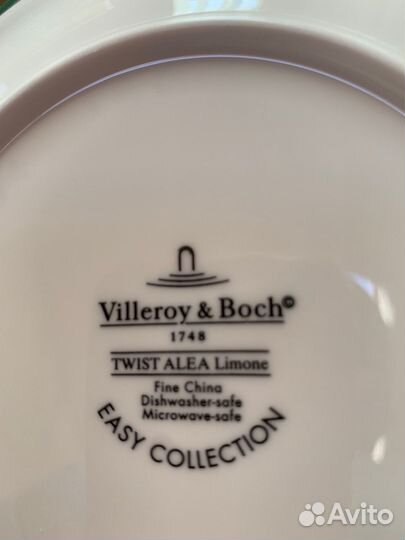 Villeroy & Boch©
1748
TWIST ALEA Limone
Fine China
Dishwasher-safe
Microwave-safe
EASY COLLECTION
Avito